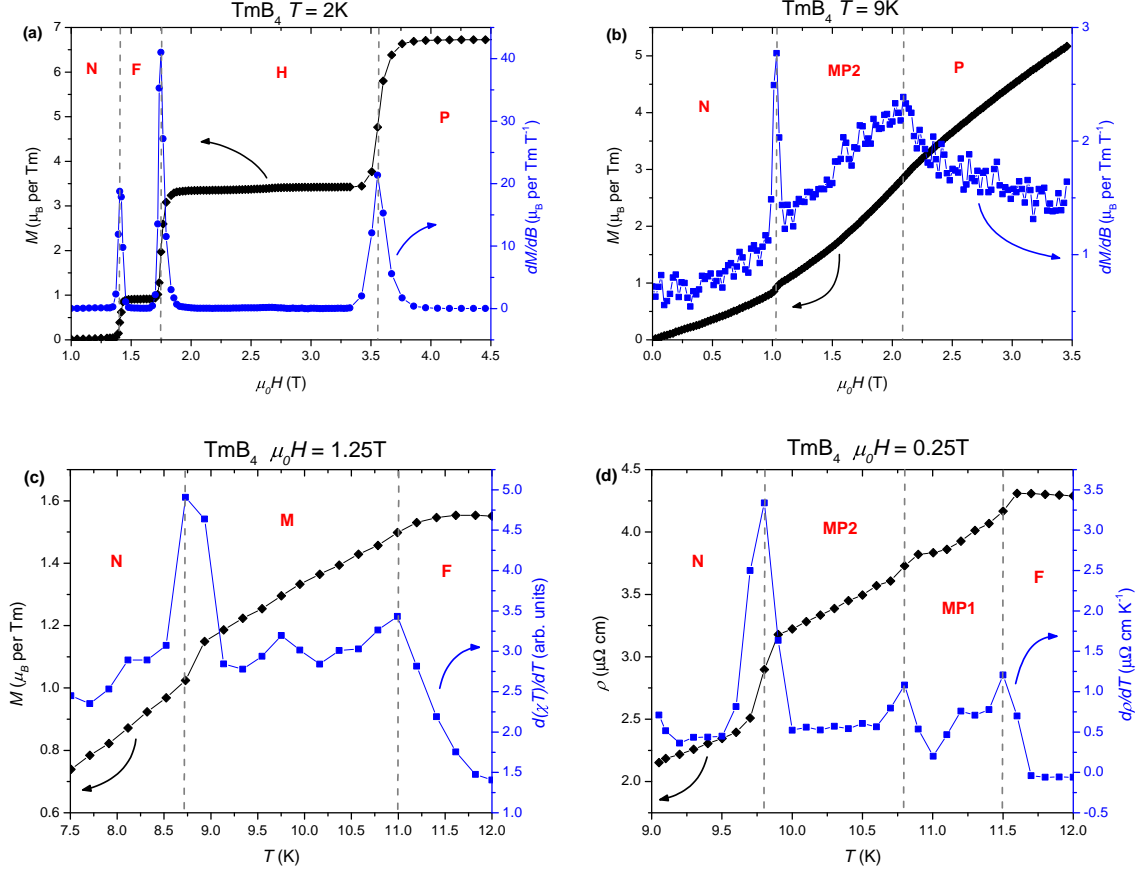 TmB4 T = 2K
(a)
N
F
H
P
7
6
5
4
3
2
1
0
M (μB per Tm)
40
30
20
10
0
dM/dB (μB per Tm T⁻¹)
1.0 1.5 2.0 2.5 3.0 3.5 4.0 4.5
μ0H (T)
TmB4 T = 9K
(b)
N
MP2
P
5
4
3
2
1
0
M (μB per Tm)
3
2
1
dM/dB (μB per Tm T⁻¹)
0.0 0.5 1.0 1.5 2.0 2.5 3.0 3.5
μ0H (T)
TmB4 μ0H = 1.25T
(c)
N
M
F
1.6
1.4
1.2
1.0
0.8
0.6
M (μB per Tm)
5.0
4.5
4.0
3.5
3.0
2.5
2.0
1.5
1.0
d(χT)/dT (arb. units)
7.5 8.0 8.5 9.0 9.5 10.0 10.5 11.0 11.5 12.0
T (K)
TmB4 μ0H = 0.25T
(d)
N
MP2
MP1
F
4.5
4.0
3.5
3.0
2.5
2.0
ρ (μΩ cm)
3.5
3.0
2.5
2.0
1.5
1.0
0.5
0.0
-0.5
dρ/dT (μΩ cm K⁻¹)
9.0 9.5 10.0 10.5 11.0 11.5 12.0
T (K)